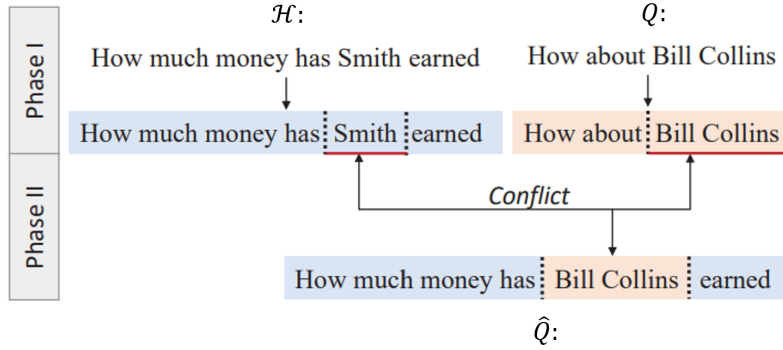 ℋ:
Q:
Phase I
How much money has Smith earned
How about Bill Collins
How much money has Smith earned
How about Bill Collins
Phase II
Conflict
How much money has Bill Collins earned
Q̂: